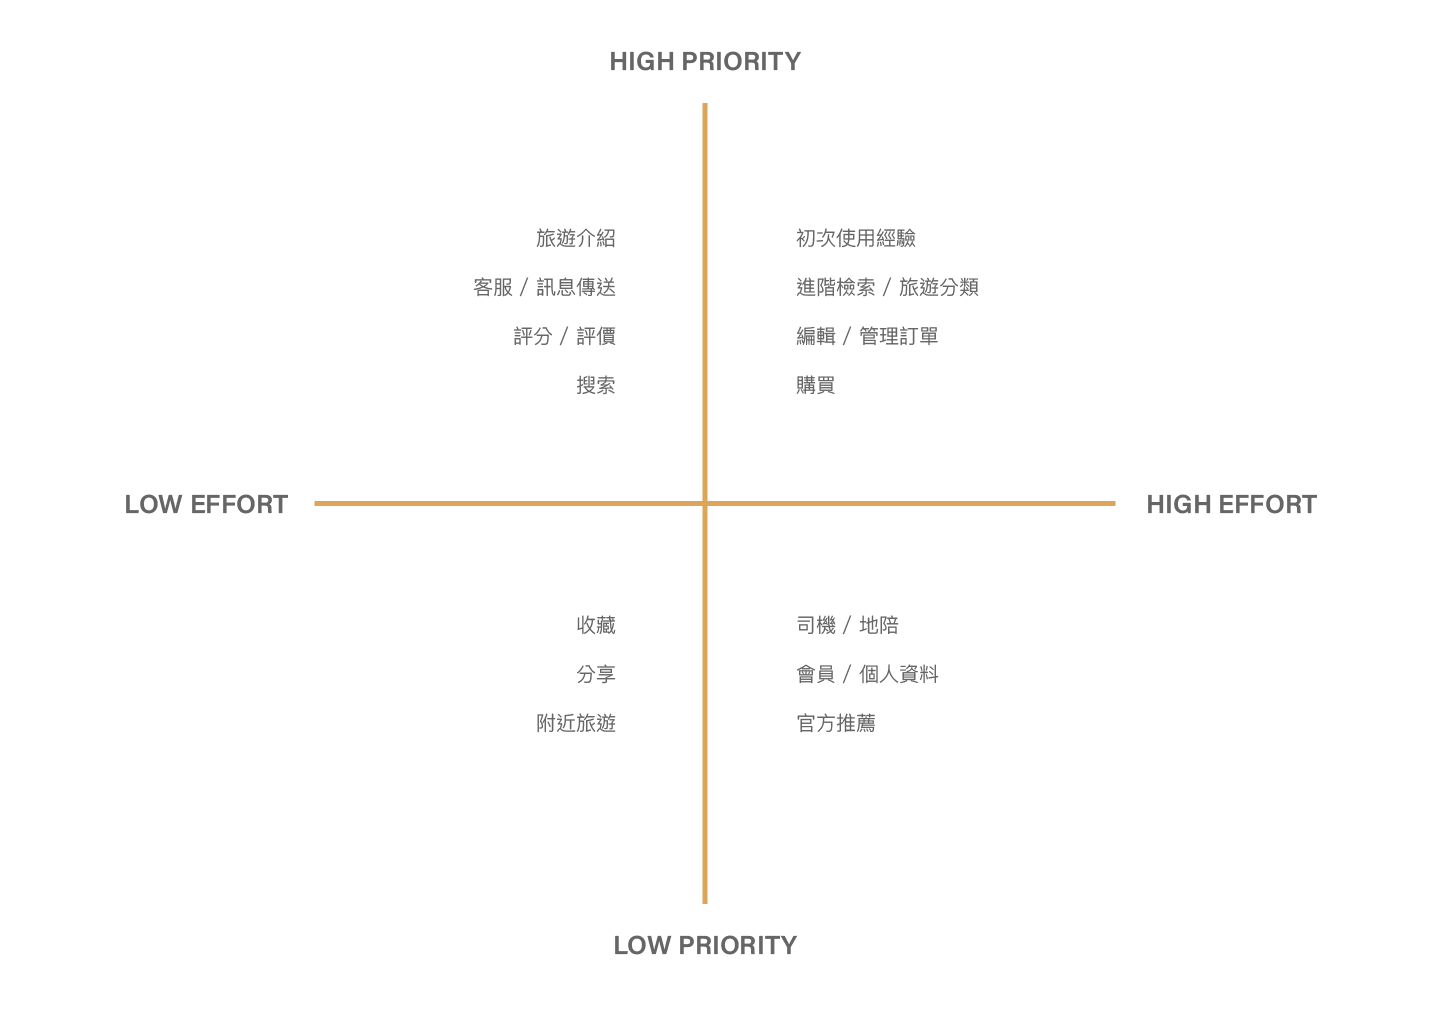 HIGH PRIORITY
旅遊介紹
客服 / 訊息傳送
評分 / 評價
搜索
初次使用經驗
進階檢索 / 旅遊分類
編輯 / 管理訂單
購買
LOW EFFORT
HIGH EFFORT
收藏
分享
附近旅遊
司機 / 地陪
會員 / 個人資料
官方推薦
LOW PRIORITY